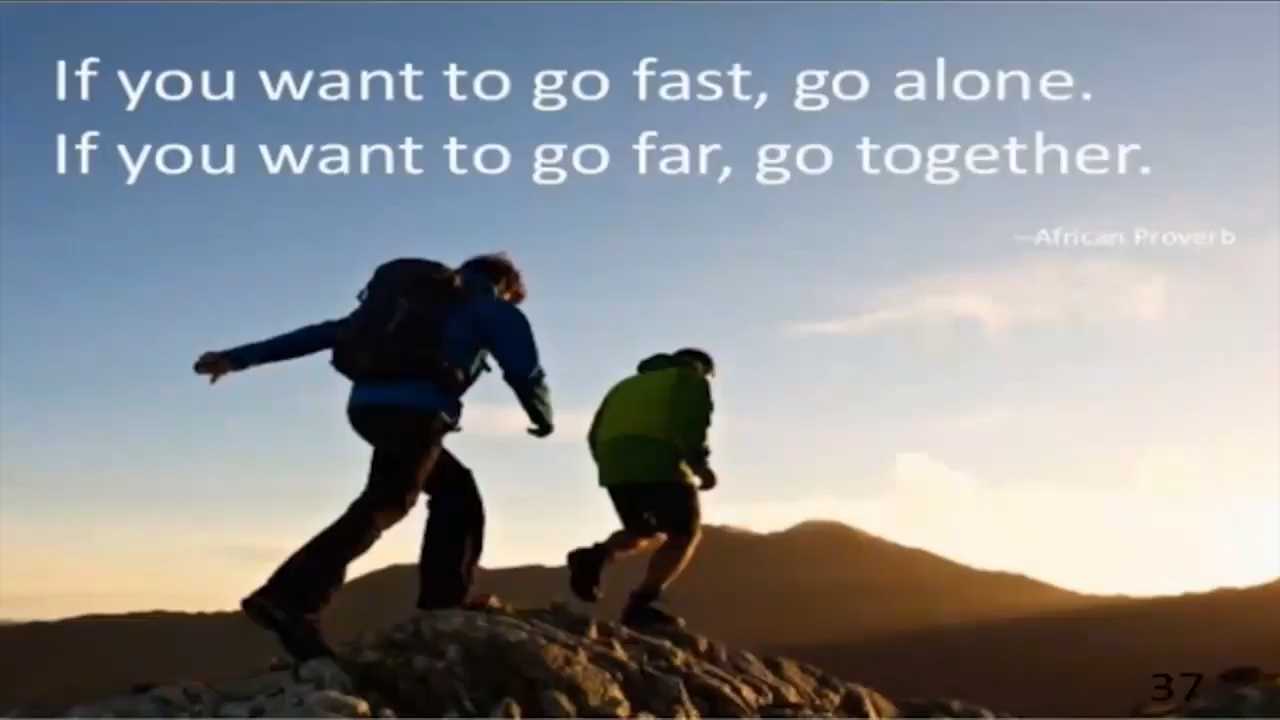 If you want to go fast, go alone.
If you want to go far, go together.
—African Proverb
37